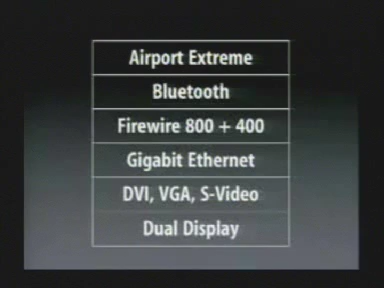 Airport Extreme
Bluetooth
Firewire 800 + 400
Gigabit Ethernet
DVI, VGA, S-Video
Dual Display